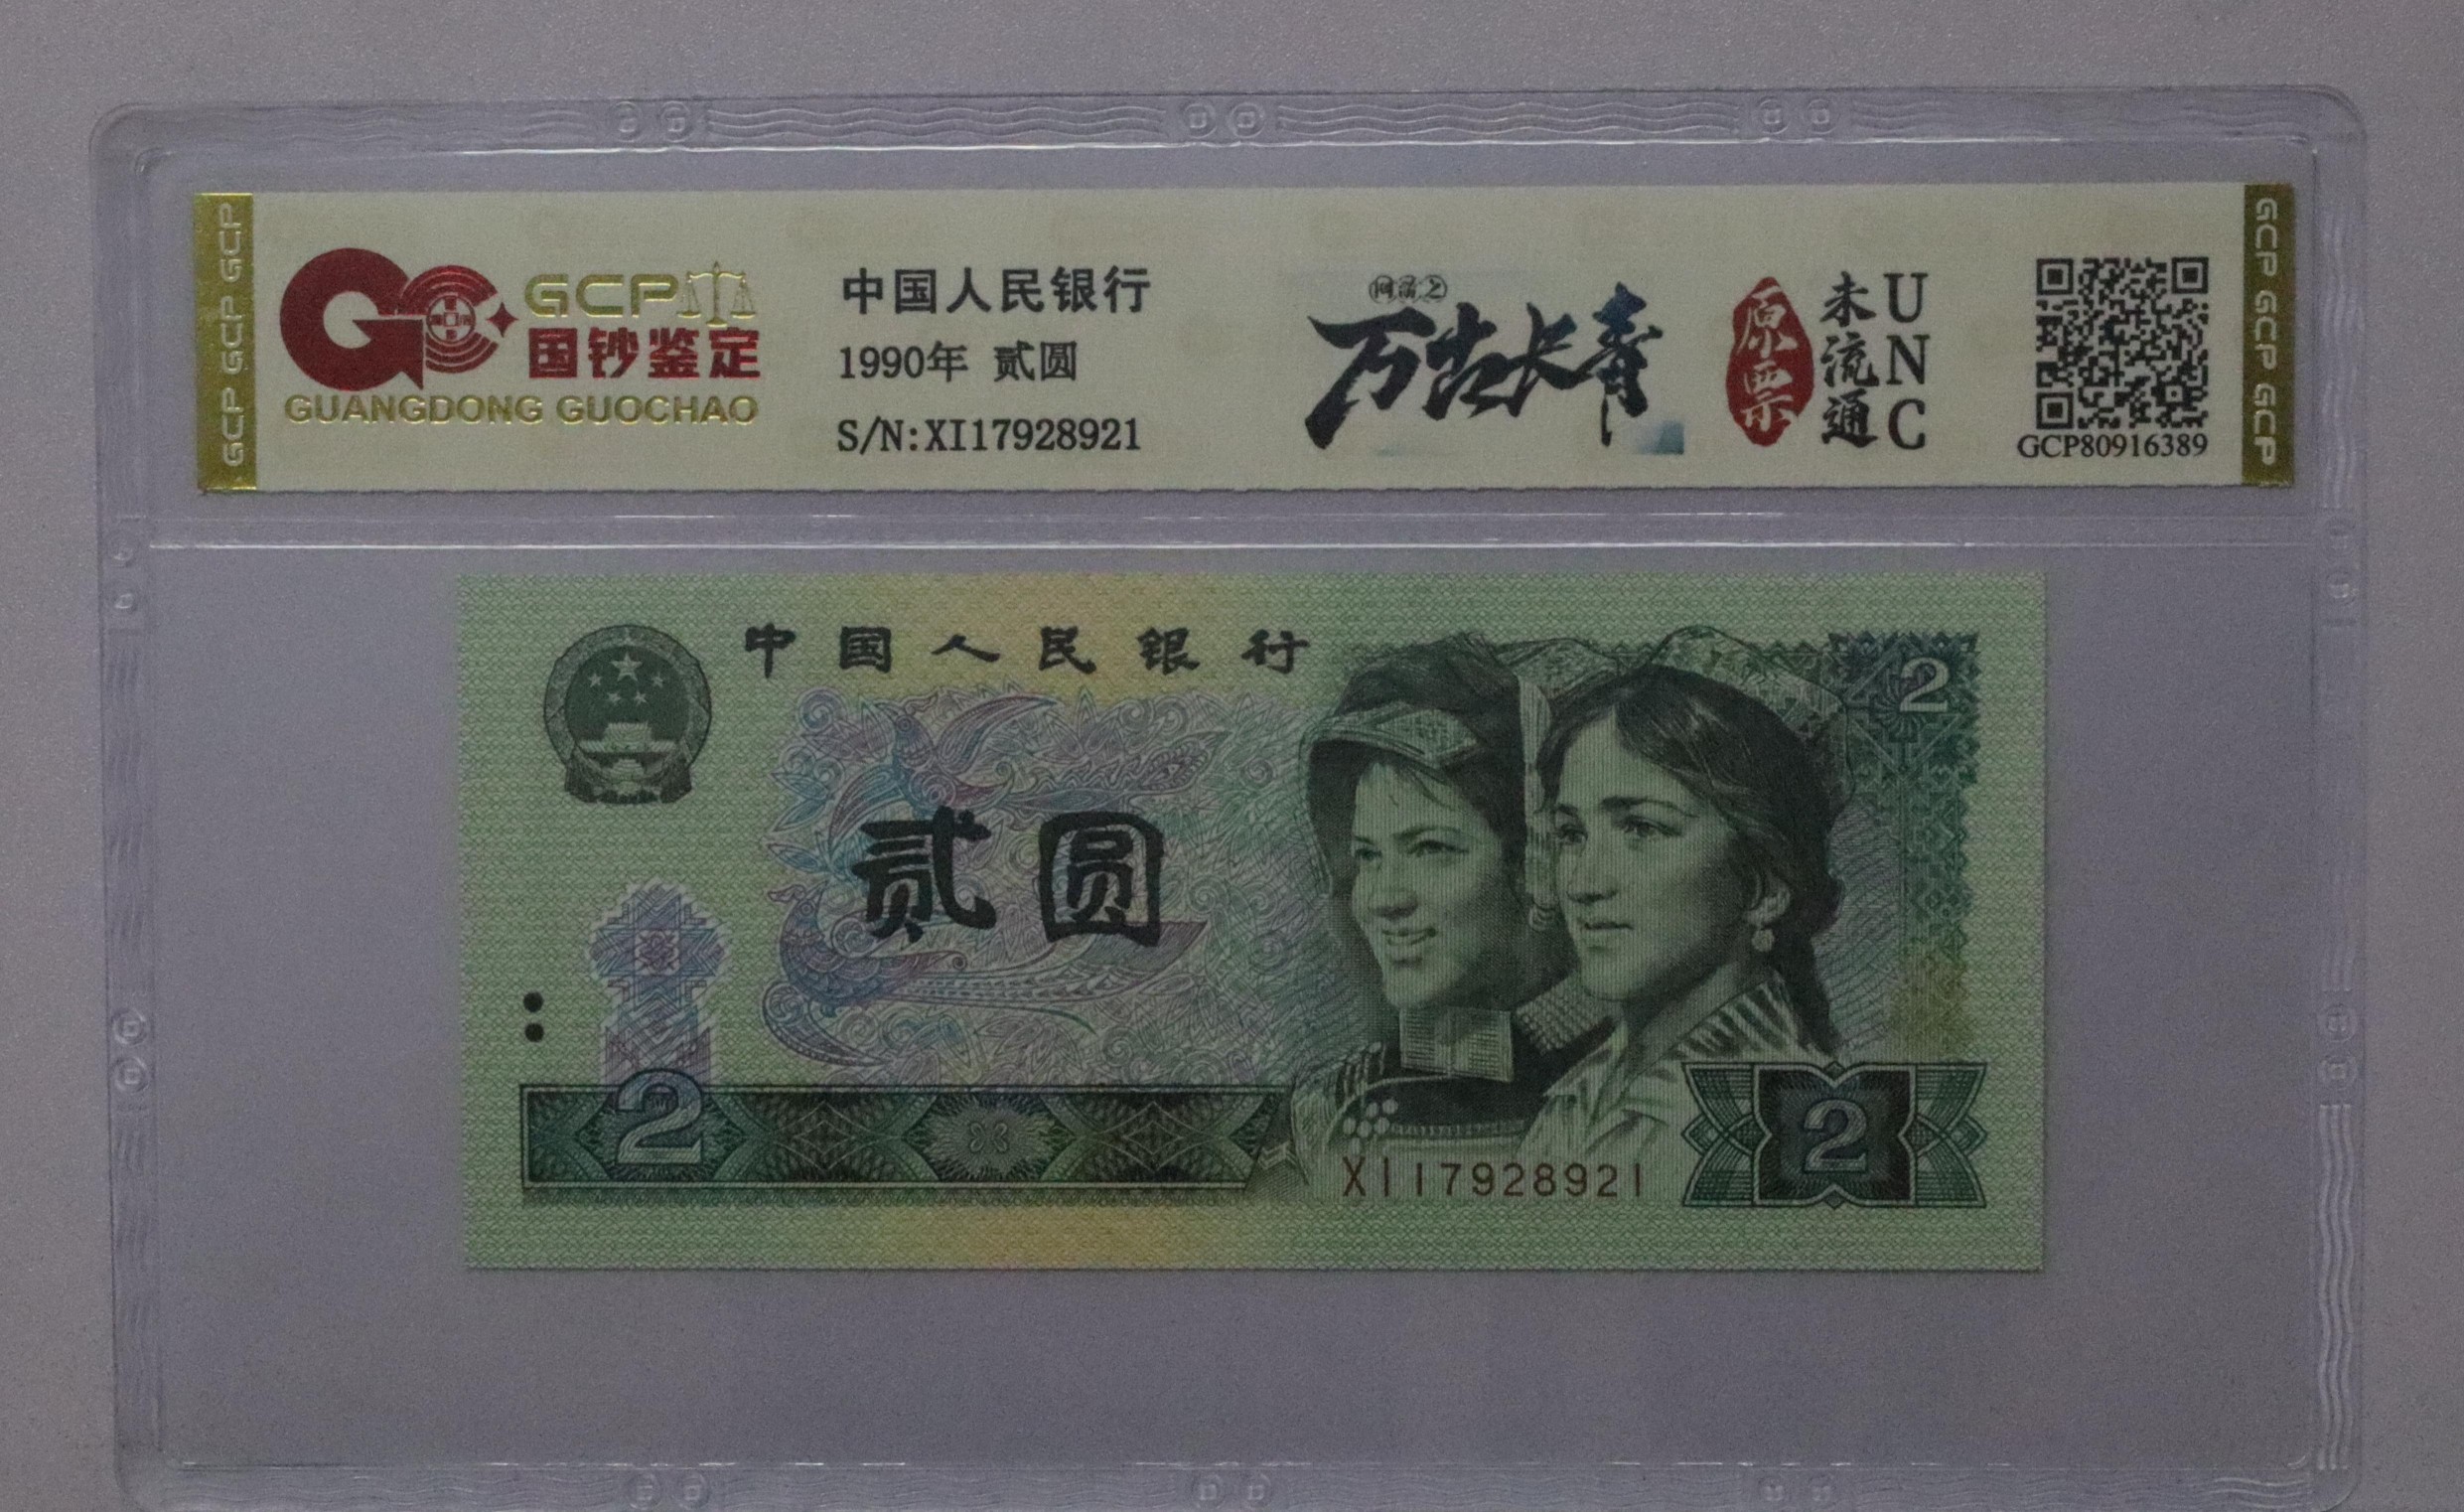 GCP GCP GCP
GCP
国钞鉴定
GUANGDONG GUOCHAO
中国人民银行
1990年 贰圆
S/N:XI17928921
万古长青
原票
未流通
UNC
GCP80916389
GCP GCP GCP
中国人民银行
2
贰圆
2
XI17928921
2